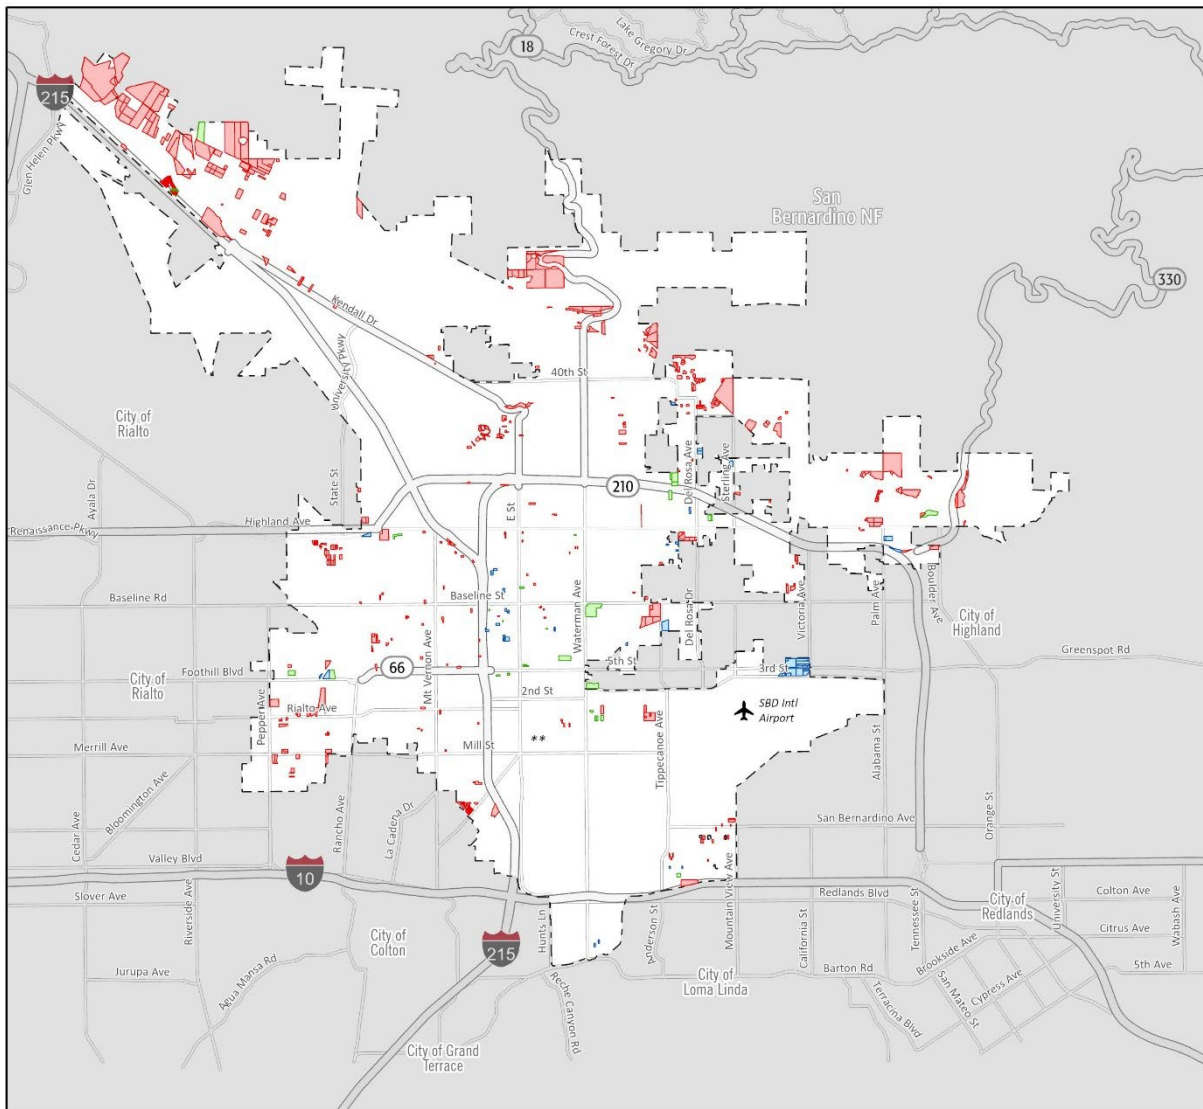 Lake Gregory Dr
Crest Forest Dr
18
215
Glen Helen Pkwy
San
Bernardino NF
330
Kendall Dr
University Pkwy
40th St
City of
Rialto
Ayala Dr
State St
E St
210
Del Rosa Ave
Sterling Ave
Renaissance Pkwy
Highland Ave
Baseline Rd
Baseline St
Waterman Ave
Del Rosa Dr
Victoria Ave
Palm Ave
Boulder Ave
City of
Highland
66
5th St
3rd St
Greenspot Rd
Foothill Blvd
City of
Rialto
Mt Vernon Ave
2nd St
Pepper Ave
Rialto Ave
SBD Intl
Airport
Merrill Ave
Mill St
**
Tippecanoe Ave
Alabama St
Bloomington Ave
Cedar Ave
Rancho Ave
La Cadena Dr
San Bernardino Ave
Orange St
Valley Blvd
10
Slover Ave
Riverside Ave
Mountain View Ave
Redlands Blvd
Tennessee St
City of
Redlands
University St
Colton Ave
Wabash Ave
Citrus Ave
City of
Colton
215
Hunts Ln
Anderson St
California St
Jurupa Ave
Agua Mansa Rd
Reche Canyon Rd
City of
Loma Linda
Barton Rd
Brookside Ave
5th Ave
Terracina Blvd
San Mateo St
Cypress Ave
City of Grand
Terrace